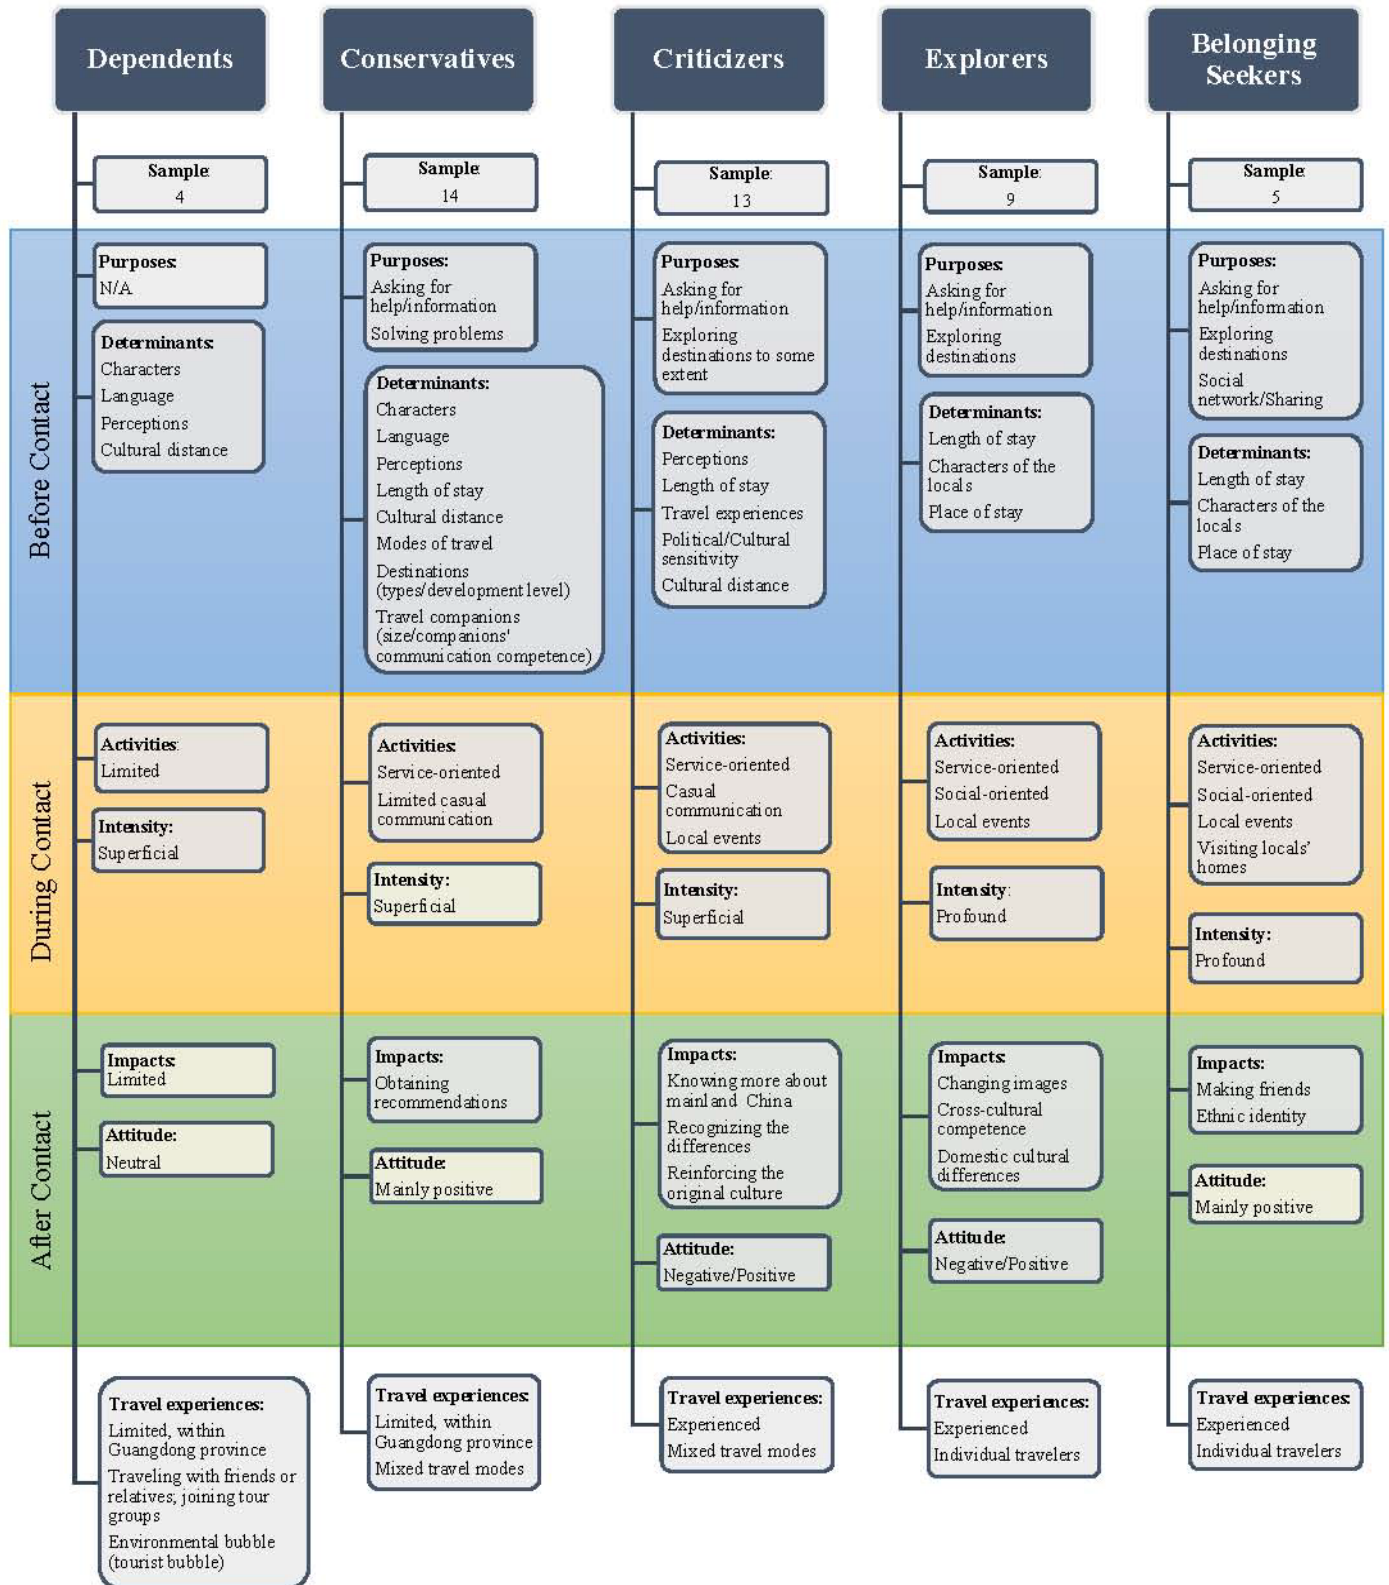 Dependents
Conservatives
Criticizers
Explorers
Belonging
Seekers
Sample:
4
Sample:
14
Sample:
13
Sample:
9
Sample:
5
Before Contact
Purposes:
N/A
Determinants:
Characters
Language
Perceptions
Cultural distance
Purposes:
Asking for
help/information
Solving problems
Determinants:
Characters
Language
Perceptions
Length of stay
Cultural distance
Modes of travel
Destinations
(types/development level)
Travel companions
(size/companions'
communication competence)
Purposes:
Asking for
help/information
Exploring
destinations to some
extent
Determinants:
Perceptions
Length of stay
Travel experiences
Political/Cultural
sensitivity
Cultural distance
Purposes:
Asking for
help/information
Exploring
destinations
Determinants:
Length of stay
Characters of the
locals
Place of stay
Purposes:
Asking for
help/information
Exploring
destinations
Social
network/Sharing
Determinants:
Length of stay
Characters of the
locals
Place of stay
During Contact
Activities:
Limited
Intensity:
Superficial
Activities:
Service-oriented
Limited casual
communication
Intensity:
Superficial
Activities:
Service-oriented
Casual
communication
Local events
Intensity:
Superficial
Activities:
Service-oriented
Social-oriented
Local events
Intensity:
Profound
Activities:
Service-oriented
Social-oriented
Local events
Visiting locals’
homes
Intensity:
Profound
After Contact
Impacts:
Limited
Attitude:
Neutral
Impacts:
Obtaining
recommendations
Attitude:
Mainly positive
Impacts:
Knowing more about
mainland China
Recognizing the
differences
Reinforcing the
original culture
Attitude:
Negative/Positive
Impacts:
Changing images
Cross-cultural
competence
Domestic cultural
differences
Attitude:
Negative/Positive
Impacts:
Making friends
Ethnic identity
Attitude:
Mainly positive
Travel experiences:
Limited, within
Guangdong province
Traveling with friends or
relatives; joining tour
groups
Environmental bubble
(tourist bubble)
Travel experiences:
Limited, within
Guangdong province
Mixed travel modes
Travel experiences:
Experienced
Mixed travel modes
Travel experiences:
Experienced
Individual travelers
Travel experiences:
Experienced
Individual travelers